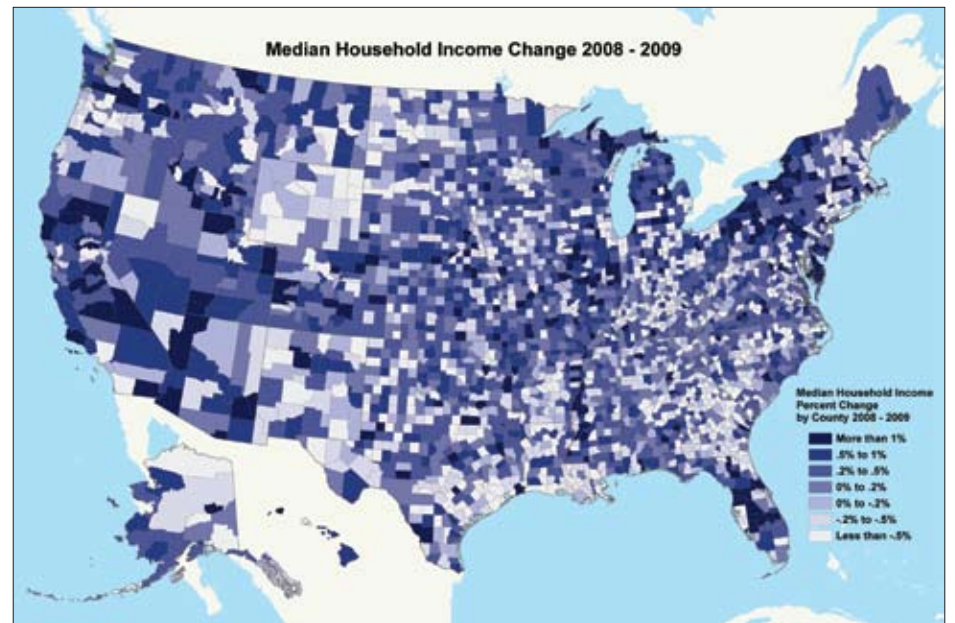 Median Household Income Change 2008 - 2009
Median Household Income
Percent Change
by County 2008 - 2009
More than 1%
.5% to 1%
.2% to .5%
0% to .2%
0% to -.2%
-.2% to -.5%
Less than -.5%